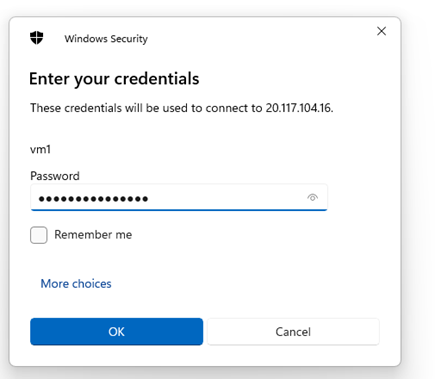 Windows Security
Enter your credentials
These credentials will be used to connect to 20.117.104.16.
vm1
Password
•••••••••••••••
Remember me
More choices
OK
Cancel